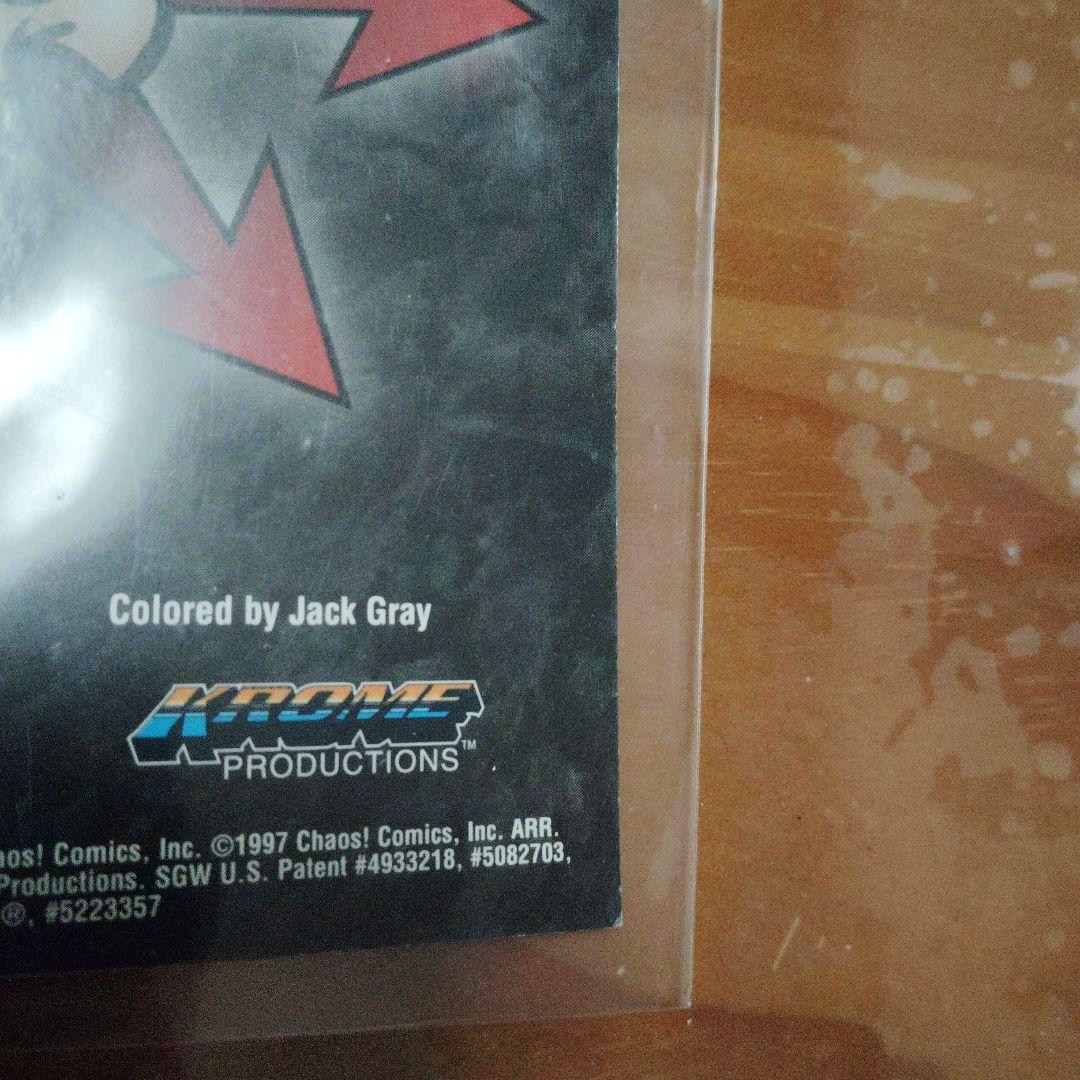 Colored by Jack Gray
KROME
PRODUCTIONS™
Comics, Inc. ©1997 Chaos! Comics, Inc. ARR.
Productions. SGW U.S. Patent #4933218, #5082703,
®, #5223357